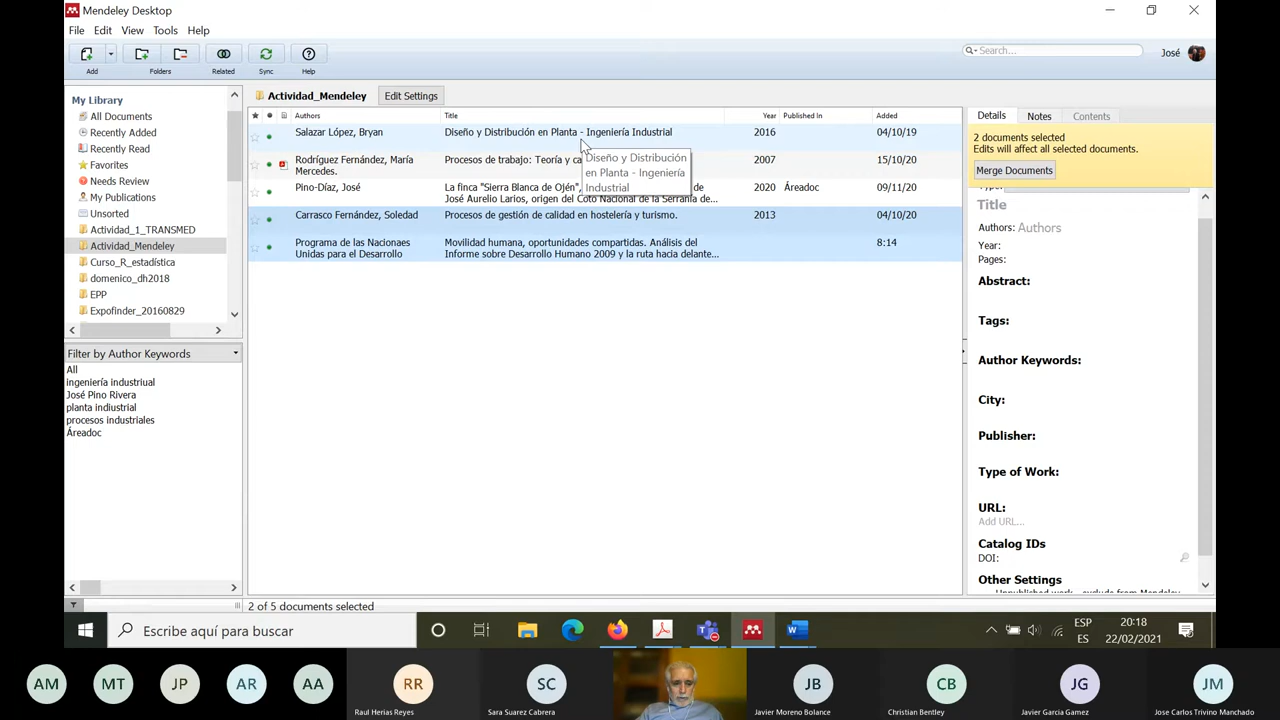 Mendeley Desktop
File Edit View Tools Help
Search...
José
Add Folders Related Sync Help
My Library
All Documents
Recently Added
Recently Read
Favorites
Needs Review
My Publications
Unsorted
Actividad_1_TRANSMED
Actividad_Mendeley
Curso_R_estadística
domenico_dh2018
EPP
Expofinder_20160829
Filter by Author Keywords
All
ingeniería industriual
José Pino Rivera
planta indiustrial
procesos industriales
Áreadoc
Actividad_Mendeley Edit Settings
Authors Title Year Published In Added
Salazar López, Bryan Diseño y Distribución en Planta - Ingeniería Industrial 2016 04/10/19
Rodríguez Fernández, María Procesos de trabajo: Teoría y ca 2007 15/10/20
Mercedes.
Diseño y Distribución
en Planta - Ingeniería
Industrial
Pino-Díaz, José La finca "Sierra Blanca de Ojén", de 2020 Áreadoc 09/11/20
José Aurelio Larios, origen del Coto Nacional de la Serranía de...
Carrasco Fernández, Soledad Procesos de gestión de calidad en hostelería y turismo. 2013 04/10/20
Programa de las Nacionaes Movilidad humana, oportunidades compartidas. Análisis del 8:14
Unidas para el Desarrollo Informe sobre Desarrollo Humano 2009 y la ruta hacia delante...
2 of 5 documents selected
Details Notes Contents
2 documents selected
Edits will affect all selected documents.
Merge Documents
Title
Authors: Authors
Year:
Pages:
Abstract:
Tags:
Author Keywords:
City:
Publisher:
Type of Work:
URL:
Add URL...
Catalog IDs
DOI:
Other Settings
Unpublished work - exclude from Mendeley
Escribe aquí para buscar
ESP
ES
20:18
22/02/2021
AM MT JP AR AA RR SC JB CB JG JM
Raul Herias Reyes
Sara Suarez Cabrera
Javier Moreno Bolance
Christian Bentley
Javier Garcia Gamez
Jose Carlos Trivino Manchado